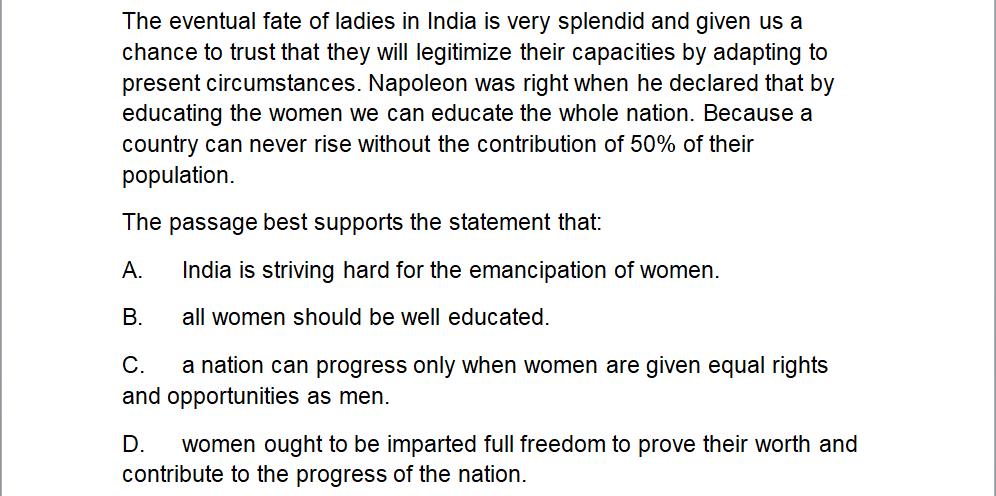 The eventual fate of ladies in India is very splendid and given us a
chance to trust that they will legitimize their capacities by adapting to
present circumstances. Napoleon was right when he declared that by
educating the women we can educate the whole nation. Because a
country can never rise without the contribution of 50% of their
population.
The passage best supports the statement that:
A. India is striving hard for the emancipation of women.
B. all women should be well educated.
C. a nation can progress only when women are given equal rights
and opportunities as men.
D. women ought to be imparted full freedom to prove their worth and
contribute to the progress of the nation.